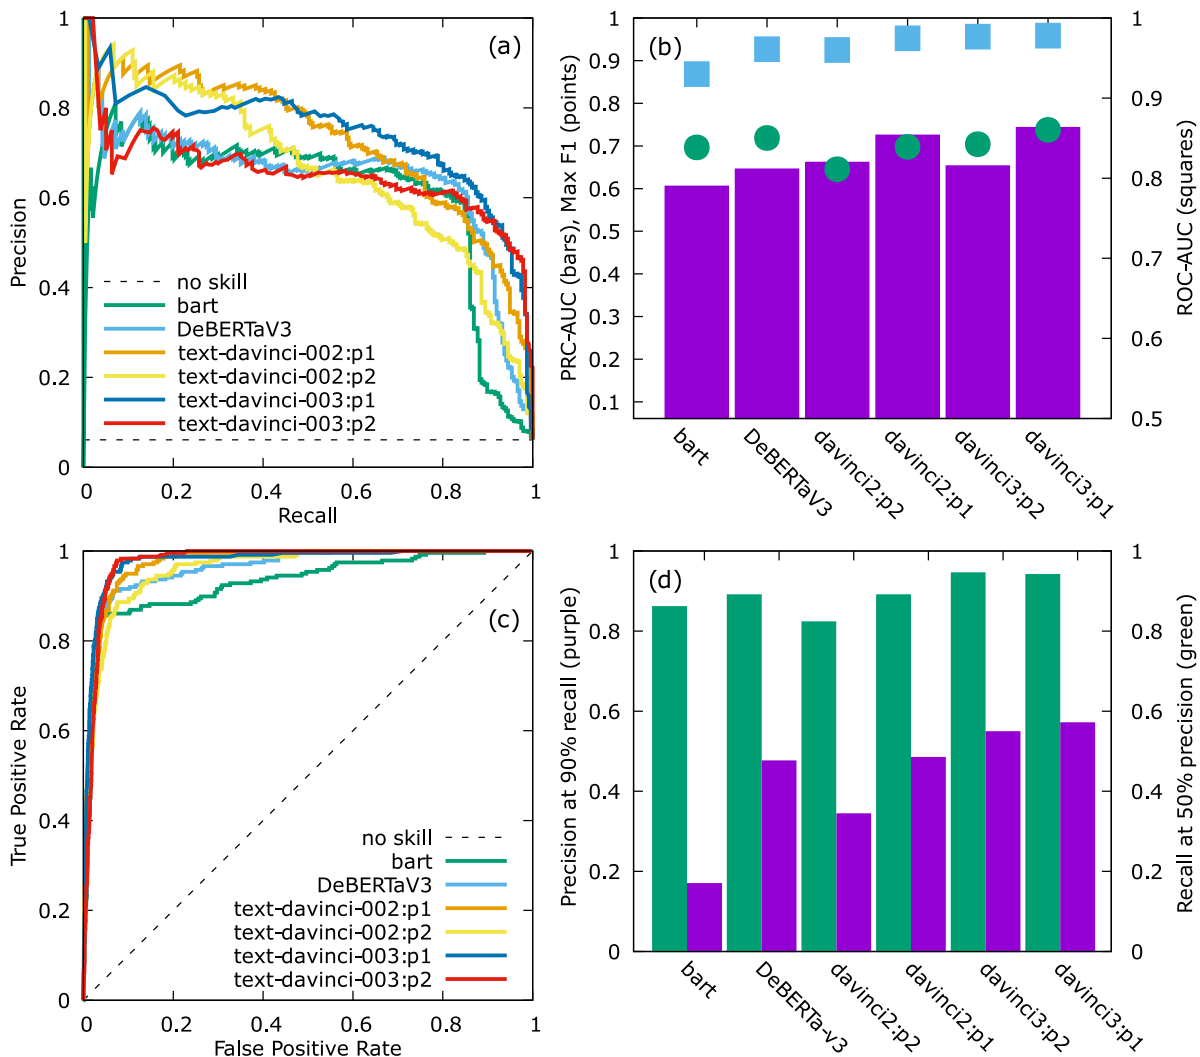 (a)
Precision
1
0.8
0.6
0.4
0.2
0
no skill
bart
DeBERTaV3
text-davinci-002:p1
text-davinci-002:p2
text-davinci-003:p1
text-davinci-003:p2
0 0.2 0.4 0.6 0.8 1
Recall
(b)
PRC-AUC (bars), Max F1 (points)
1
0.9
0.8
0.7
0.6
0.5
0.4
0.3
0.2
0.1
1
0.9
0.8
0.7
0.6
0.5
ROC-AUC (squares)
bart
DeBERTaV3
davinci2:p2
davinci2:p1
davinci3:p2
davinci3:p1
(c)
True Positive Rate
1
0.8
0.6
0.4
0.2
0
no skill
bart
DeBERTaV3
text-davinci-002:p1
text-davinci-002:p2
text-davinci-003:p1
text-davinci-003:p2
0 0.2 0.4 0.6 0.8 1
False Positive Rate
(d)
Precision at 90% recall (purple)
1
0.8
0.6
0.4
0.2
0
1
0.8
0.6
0.4
0.2
0
Recall at 50% precision (green)
bart
DeBERTa-v3
davinci2:p2
davinci2:p1
davinci3:p2
davinci3:p1